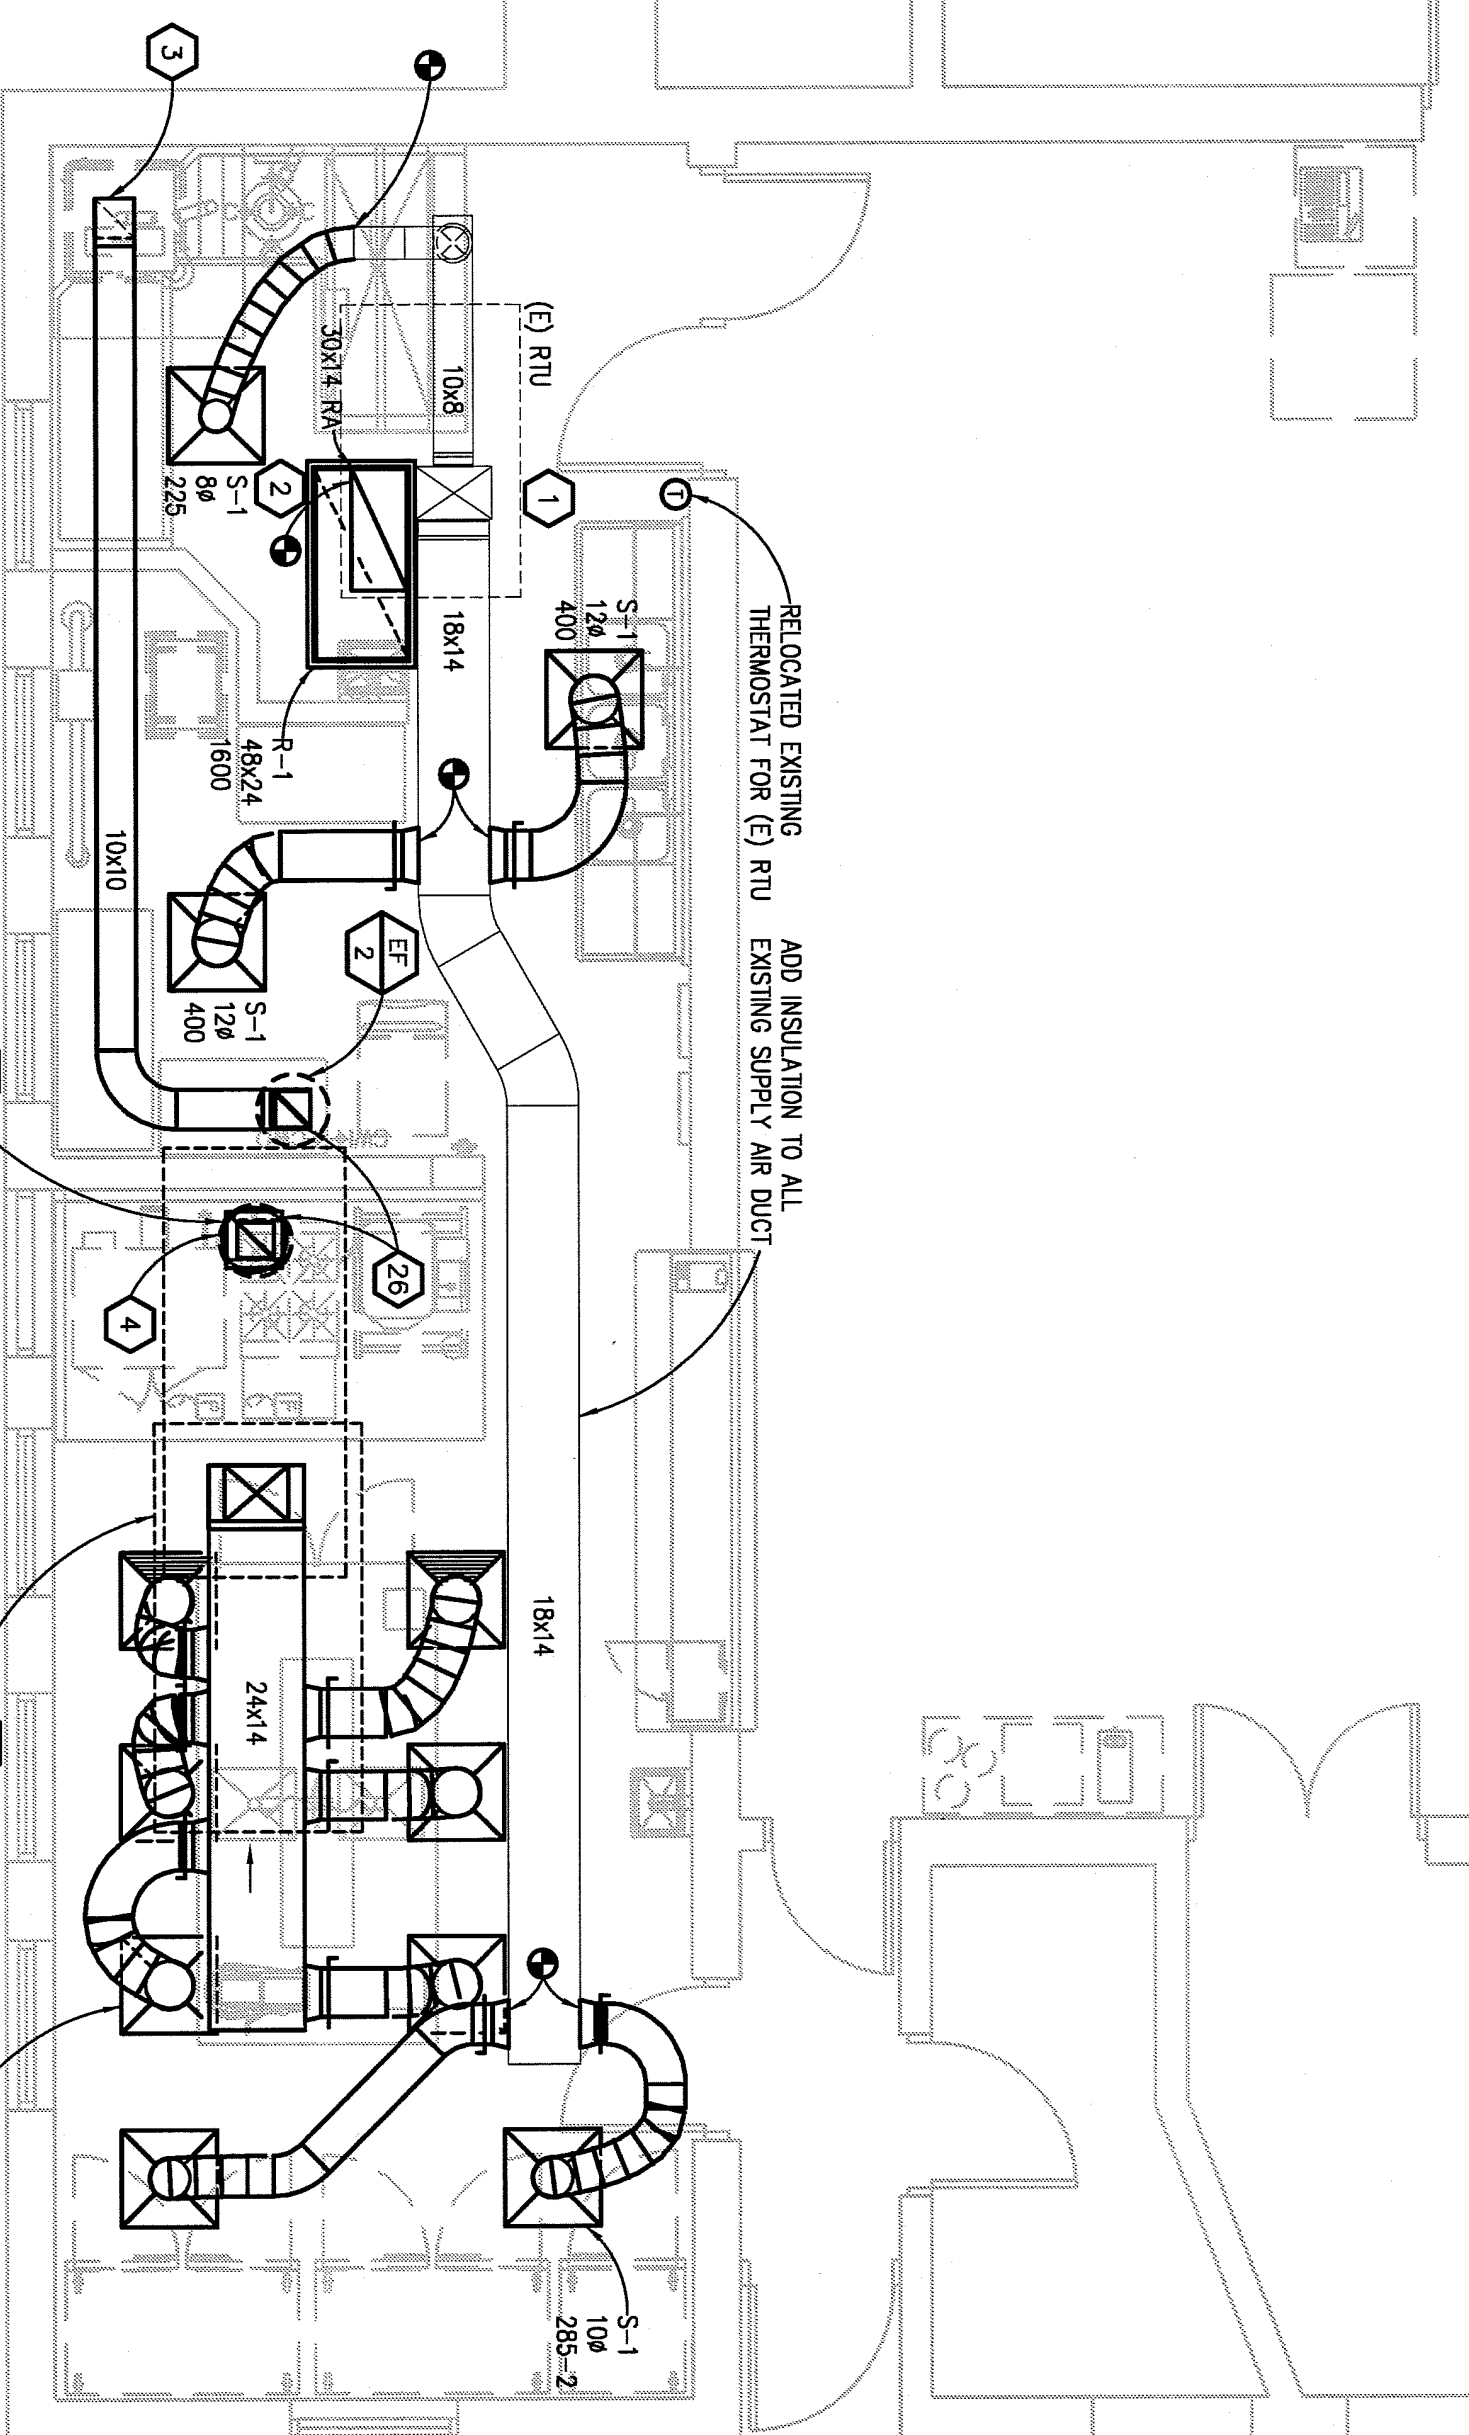 3
(E) RTU
30x14 RA
10x8
1
2
T
S-1
8ø
225
RELOCATED EXISTING
THERMOSTAT FOR (E) RTU
S-1
12ø
400
18x14
R-1
48x24
1600
10x10
EF
2
S-1
12ø
400
ADD INSULATION TO ALL
EXISTING SUPPLY AIR DUCT
26
4
18x14
24x14
S-1
10ø
285-2